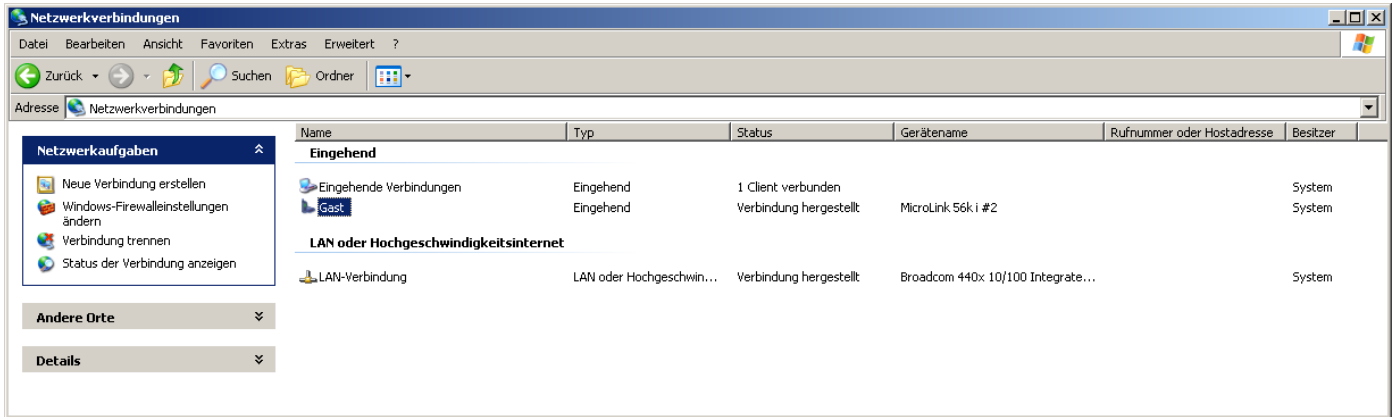 Netzwerkverbindungen
Datei Bearbeiten Ansicht Favoriten Extras Erweitert ?
Zurück Suchen Ordner
Adresse Netzwerkverbindungen
Netzwerkaufgaben
Neue Verbindung erstellen
Windows-Firewalleinstellungen
ändern
Verbindung trennen
Status der Verbindung anzeigen
Andere Orte
Details
Name Typ Status Gerätename Rufnummer oder Hostadresse Besitzer
Eingehend
Eingehende Verbindungen Eingehend 1 Client verbunden System
Gast Eingehend Verbindung hergestellt MicroLink 56k i #2 System
LAN oder Hochgeschwindigkeitsinternet
LAN-Verbindung LAN oder Hochgeschwin... Verbindung hergestellt Broadcom 440x 10/100 Integrate... System